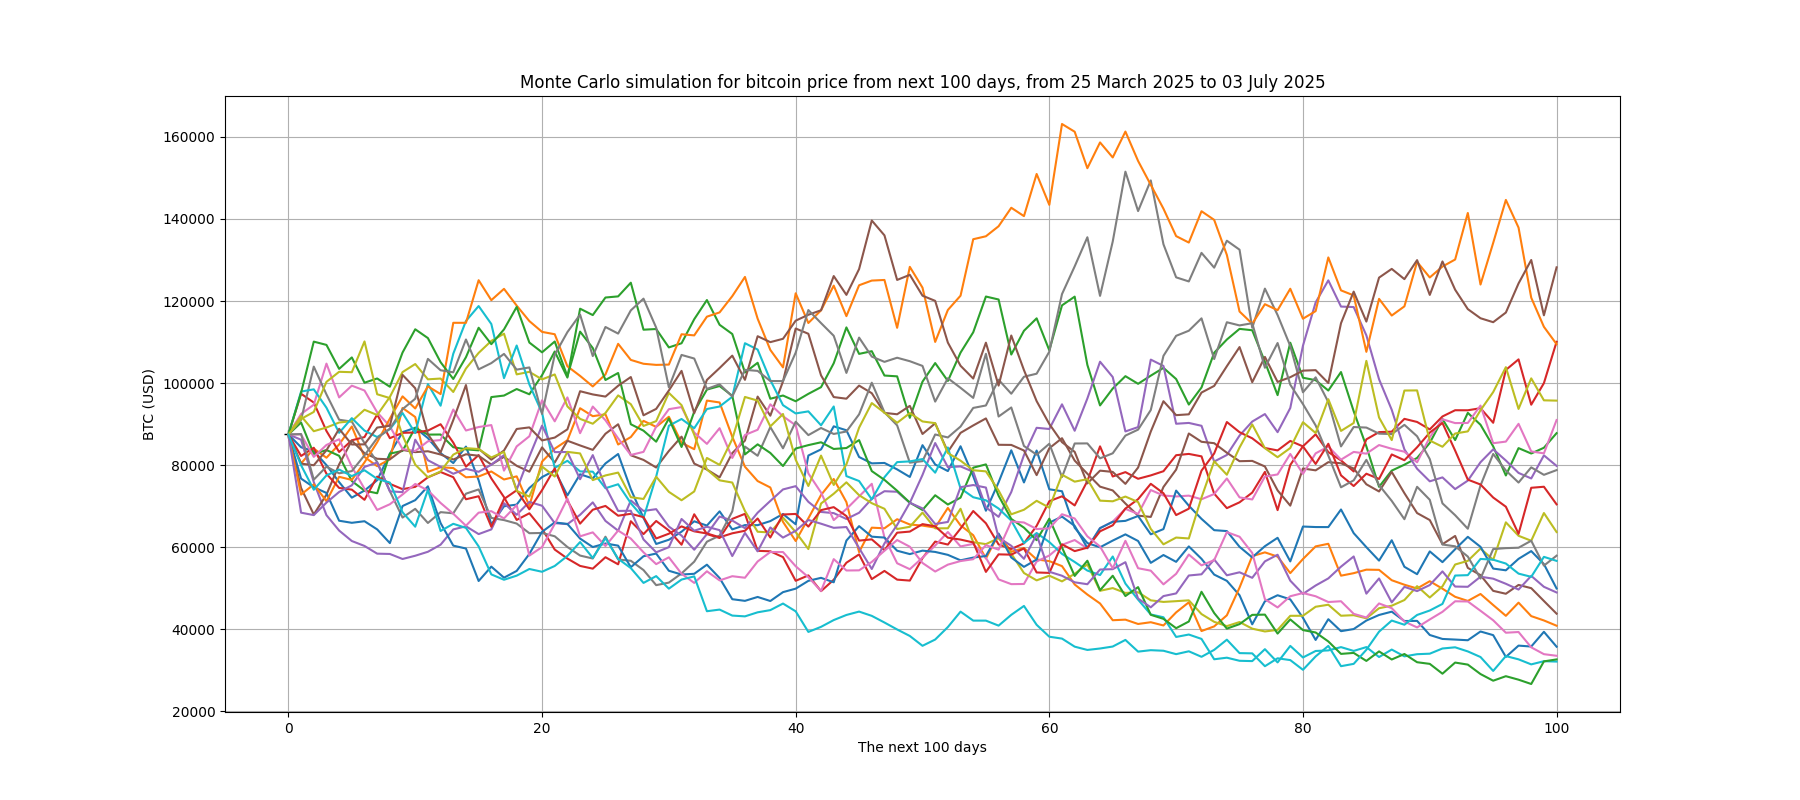 Monte Carlo simulation for bitcoin price from next 100 days, from 25 March 2025 to 03 July 2025
160000
140000
120000
100000
80000
60000
40000
20000
BTC (USD)
0 20 40 60 80 100
The next 100 days